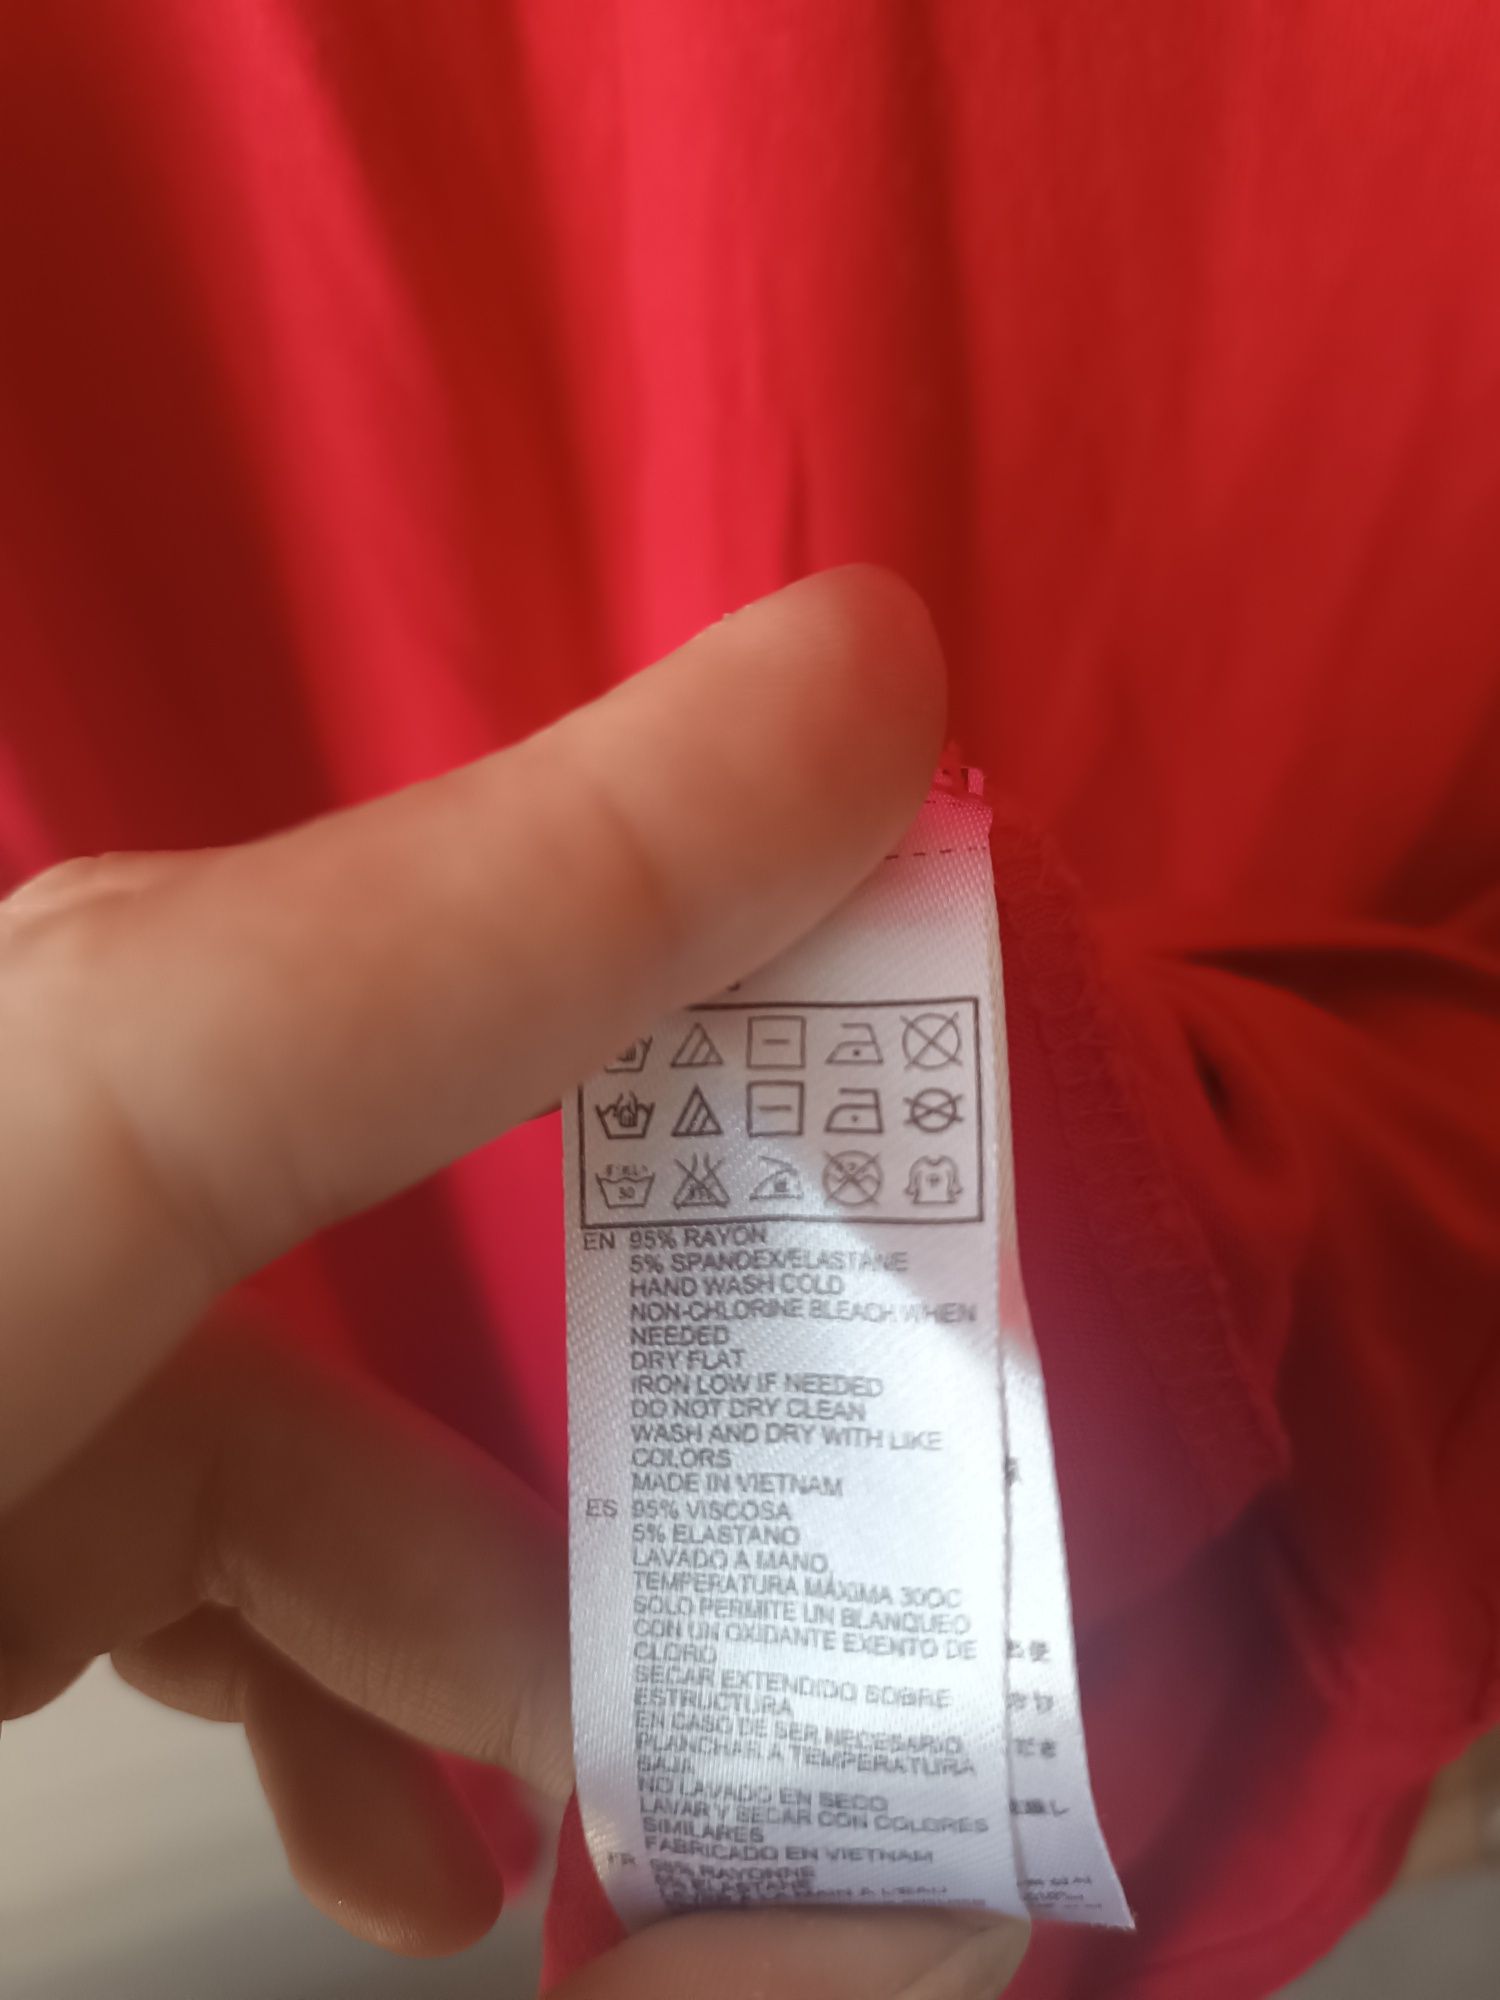 EN 95% RAYON
5% SPANDEX/ELASTANE
HAND WASH COLD
NON-CHLORINE BLEACH WHEN
NEEDED
DRY FLAT
IRON LOW IF NEEDED
DO NOT DRY CLEAN
WASH AND DRY WITH LIKE
COLORS
MADE IN VIETNAM
ES 95% VISCOSA
5% ELASTANO
LAVADO A MANO,
TEMPERATURA MÁXIMA 30OC
SOLO PERMITE UN BLANQUEO
CON UN OXIDANTE EXENTO DE
CLORO
SECAR EXTENDIDO SOBRE
ESTRUCTURA
EN CASO DE SER NECESARIO
PLANCHAR A TEMPERATURA
BAJA
NO LAVADO EN SECO
LAVAR Y SECAR CON COLORES
SIMILARES
FABRICADO EN VIETNAM
FR 95% RAYONNE
5% ELASTANE